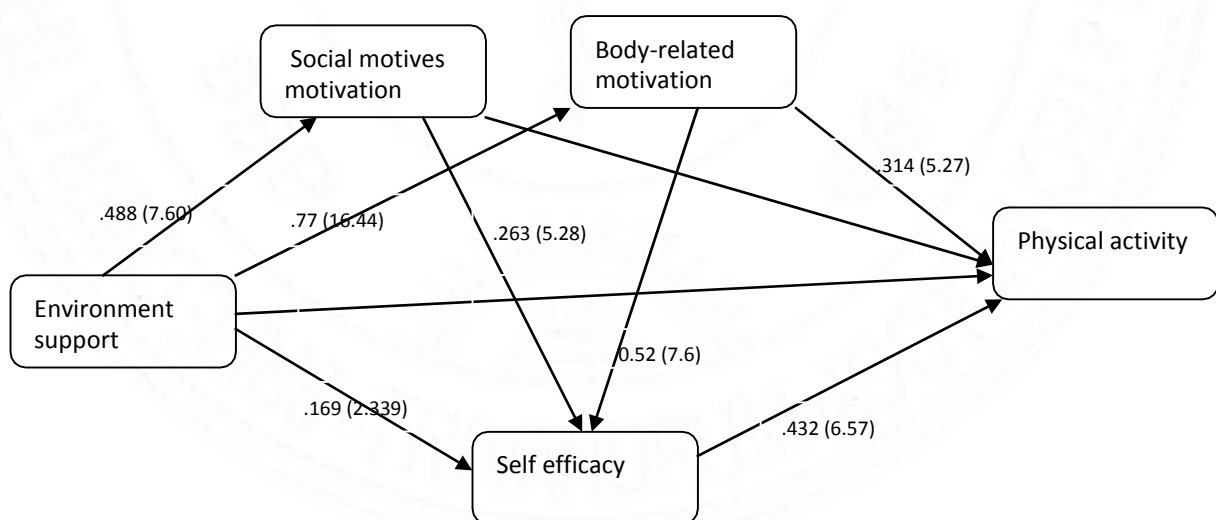 Social motives
motivation
Body-related
motivation
.314 (5.27)
.488 (7.60)
.77 (16.44)
.263 (5.28)
Physical activity
Environment
support
0.52 (7.6)
.169 (2.339)
.432 (6.57)
Self efficacy